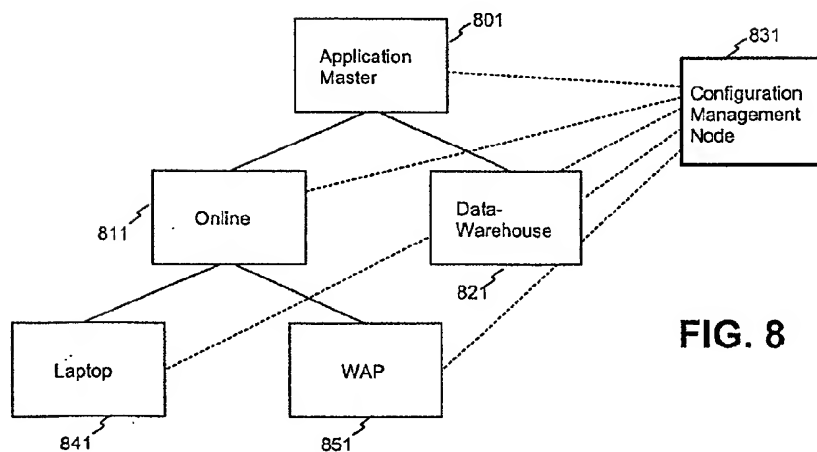 801
Application
Master
831
Configuration
Management
Node
811
Online
Data-
Warehouse
821
Laptop
841
WAP
851
FIG. 8